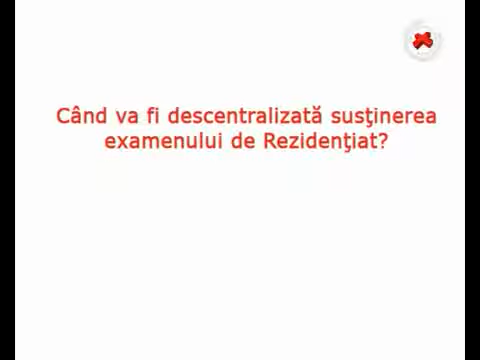 Când va fi descentralizată susţinerea
examenului de Rezidenţiat?